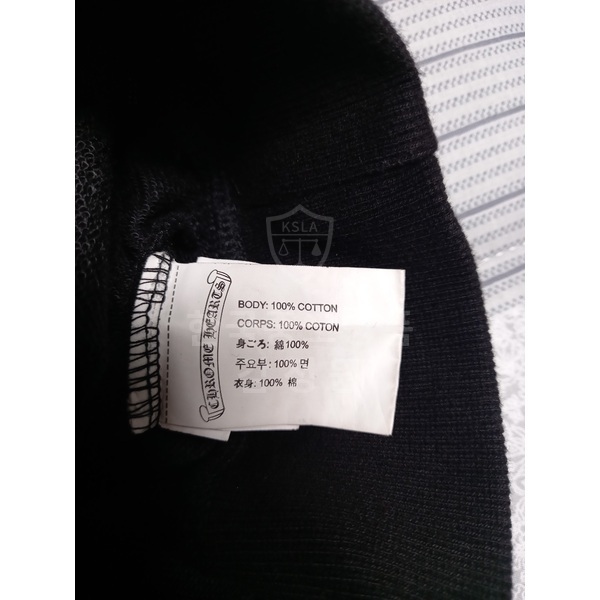 KSLA
CHROME HEARTS
BODY: 100% COTTON
CORPS: 100% COTON
身ごろ: 綿100%
주요부: 100% 면
衣身: 100% 棉